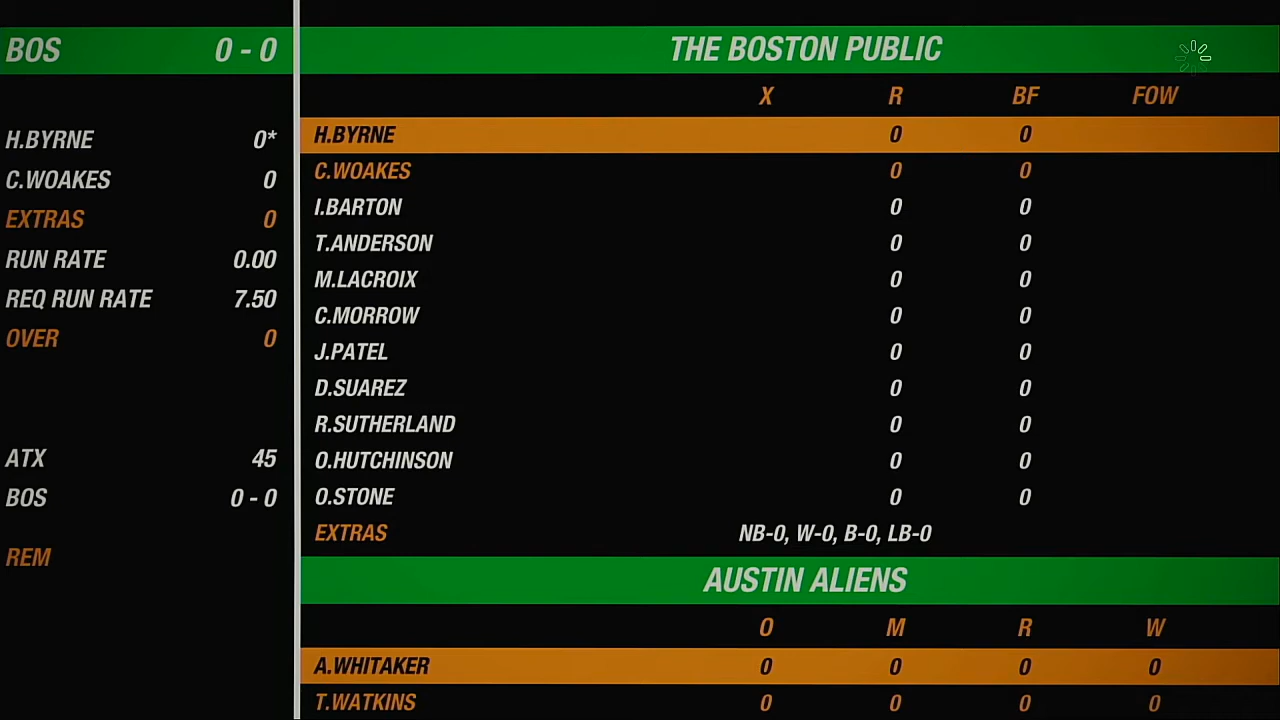 BOS 0 - 0
H.BYRNE 0*
C.WOAKES 0
EXTRAS 0
RUN RATE 0.00
REQ RUN RATE 7.50
OVER 0
ATX 45
BOS 0 - 0
REM
THE BOSTON PUBLIC
X R BF FOW
H.BYRNE 0 0
C.WOAKES 0 0
I.BARTON 0 0
T.ANDERSON 0 0
M.LACROIX 0 0
C.MORROW 0 0
J.PATEL 0 0
D.SUAREZ 0 0
R.SUTHERLAND 0 0
O.HUTCHINSON 0 0
O.STONE 0 0
EXTRAS NB-0, W-0, B-0, LB-0
AUSTIN ALIENS
O M R W
A.WHITAKER 0 0 0 0
T.WATKINS 0 0 0 0